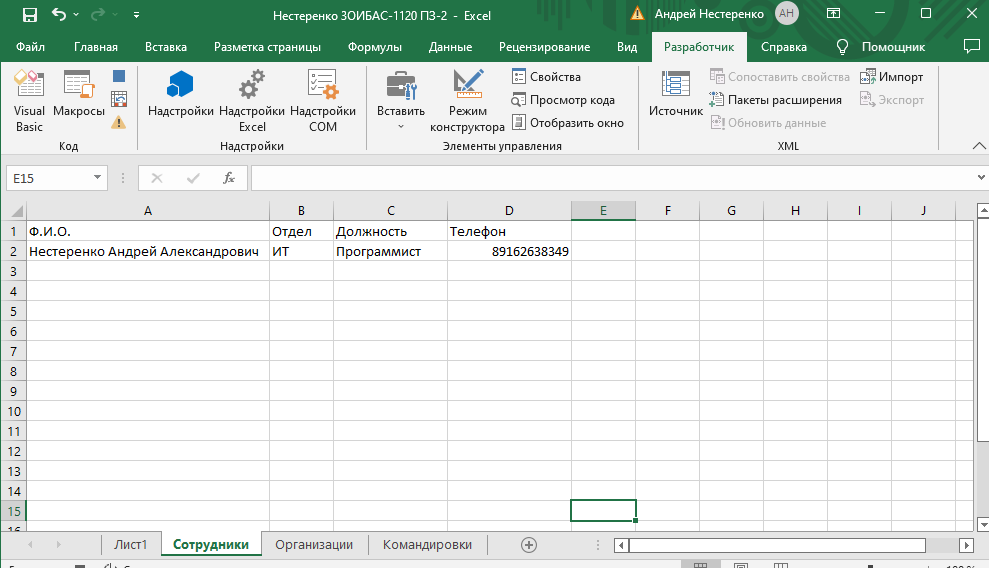 Нестеренко ЗОИБАС-1120 ПЗ-2 - Excel
Андрей Нестеренко
АН
Файл Главная Вставка Разметка страницы Формулы Данные Рецензирование Вид Разработчик Справка Помощник
Visual Basic
Макросы
Код
Надстройки
Надстройки Excel
Надстройки COM
Надстройки
Вставить
Режим конструктора
Свойства
Просмотр кода
Отобразить окно
Элементы управления
Источник
Сопоставить свойства
Пакеты расширения
Обновить данные
Импорт
Экспорт
XML
E15
fx
A B C D E F G H I J
1 Ф.И.О. Отдел Должность Телефон
2 Нестеренко Андрей Александрович ИТ Программист 89162638349
3
4
5
6
7
8
9
10
11
12
13
14
15
Лист1 Сотрудники Организации Командировки